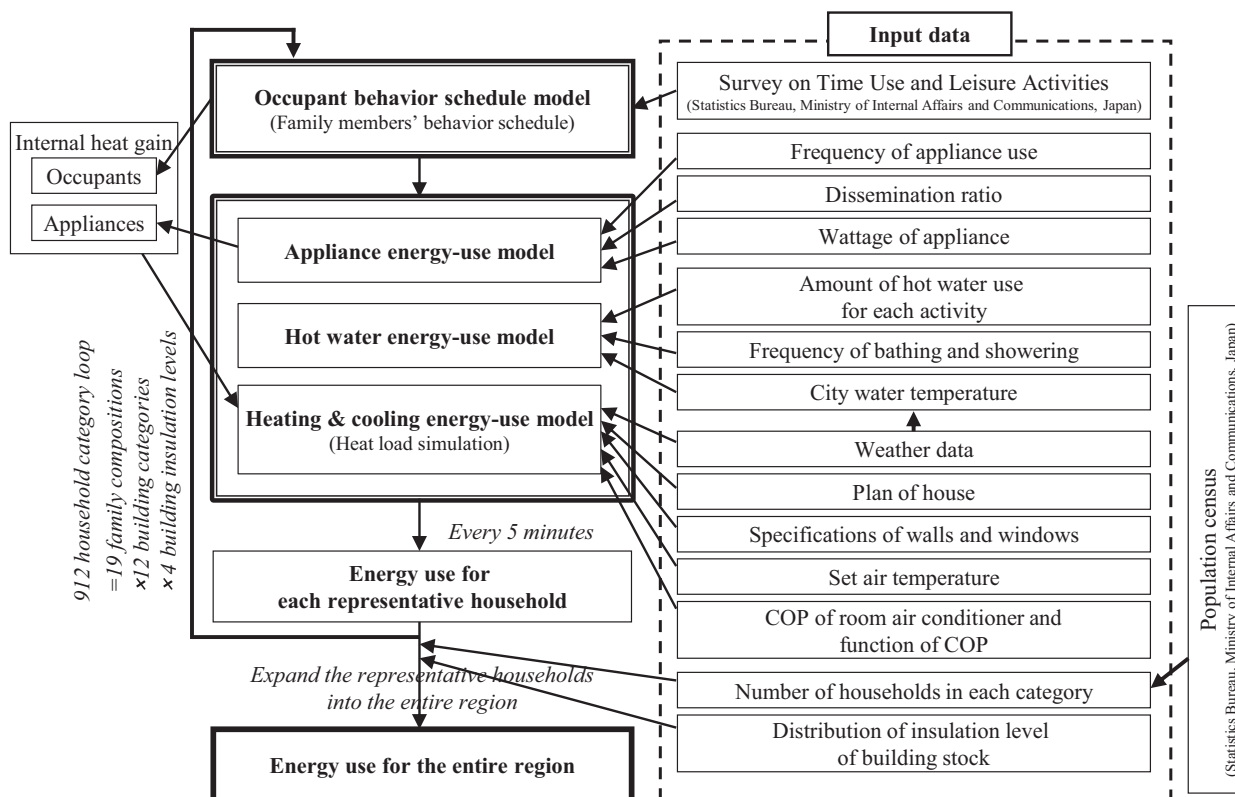 Input data
Occupant behavior schedule model
(Family members’ behavior schedule)
Survey on Time Use and Leisure Activities
(Statistics Bureau, Ministry of Internal Affairs and Communications, Japan)
Internal heat gain
Occupants
Appliances
Frequency of appliance use
Dissemination ratio
Appliance energy-use model
Wattage of appliance
Amount of hot water use
for each activity
Hot water energy-use model
Frequency of bathing and showering
City water temperature
Heating & cooling energy-use model
(Heat load simulation)
Weather data
Plan of house
Specifications of walls and windows
Set air temperature
COP of room air conditioner and
function of COP
912 household category loop
=19 family compositions
×12 building categories
×4 building insulation levels
Every 5 minutes
Energy use for
each representative household
Expand the representative households
into the entire region
Number of households in each category
Distribution of insulation level
of building stock
Energy use for the entire region
Population census
(Statistics Bureau, Ministry of Internal Affairs and Communications, Japan)